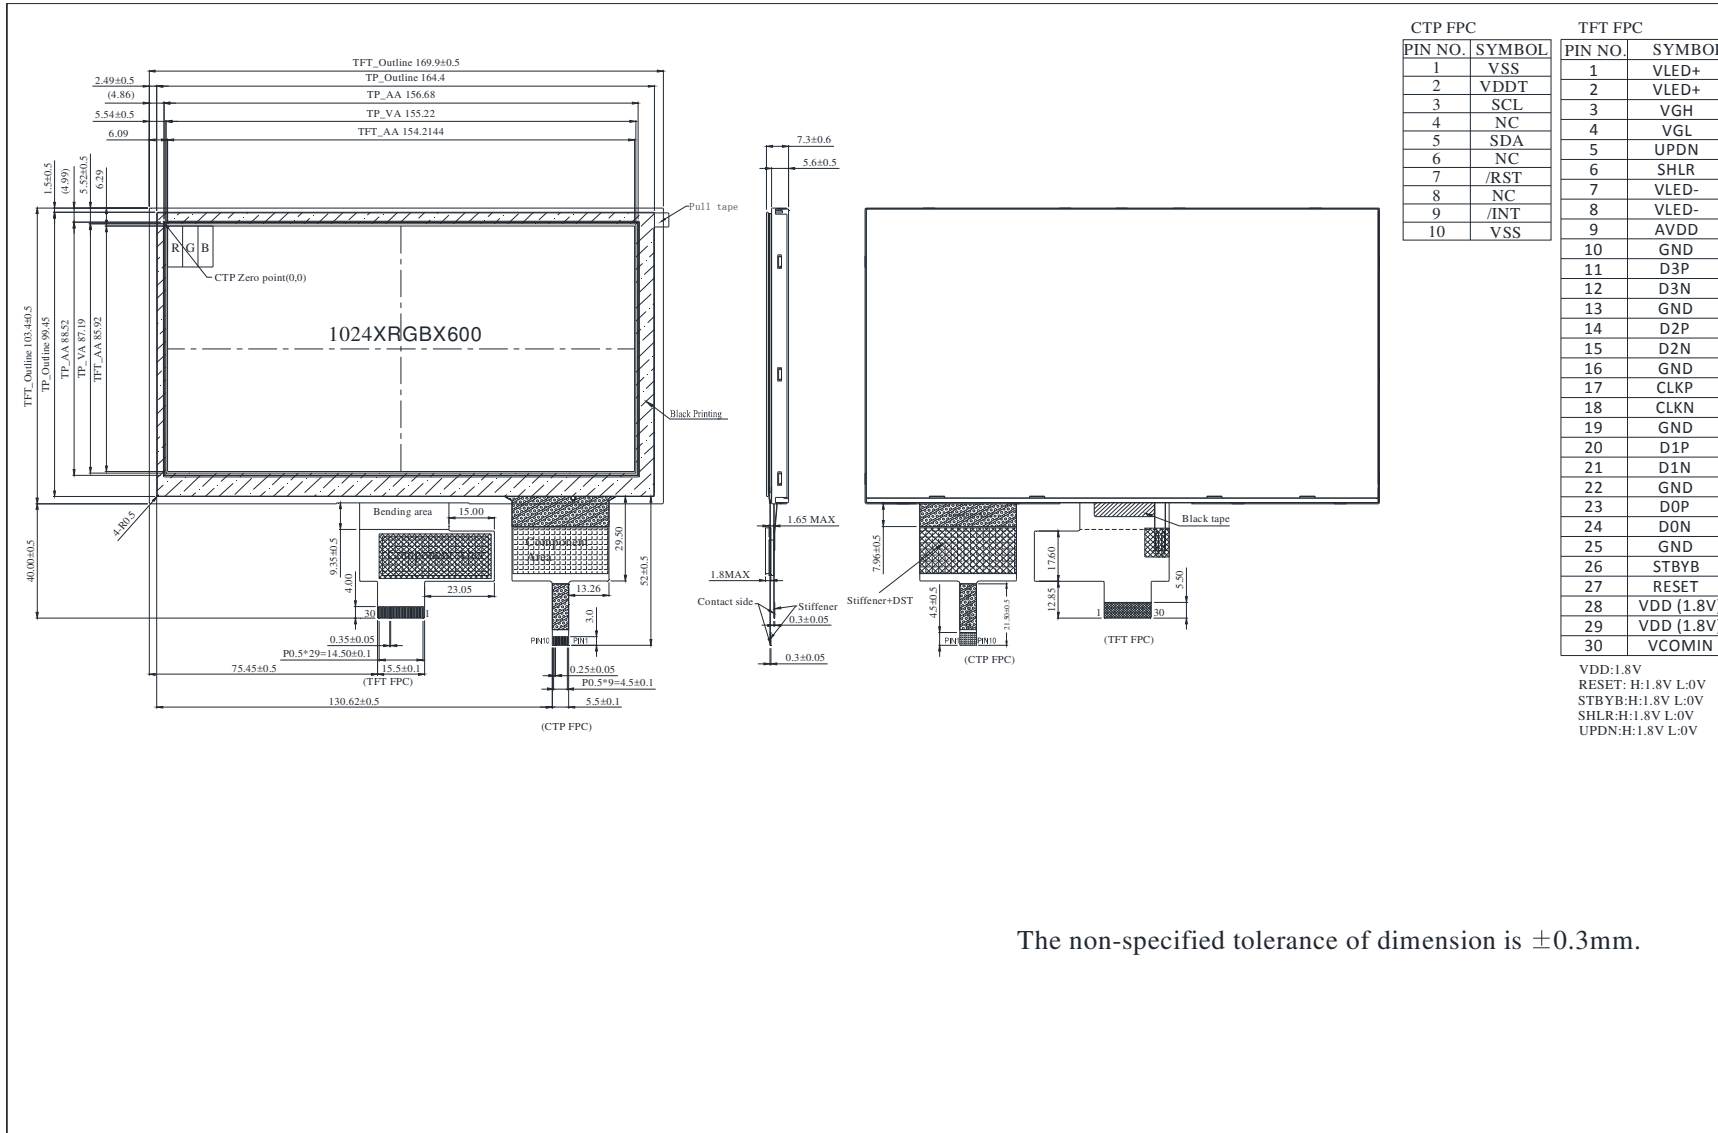 CTP FPC
PIN NO. SYMBOL
1 VSS
2 VDDT
3 SCL
4 NC
5 SDA
6 NC
7 /RST
8 NC
9 /INT
10 VSS
TFT FPC
PIN NO. SYMBOL
1 VLED+
2 VLED+
3 VGH
4 VGL
5 UPDN
6 SHLR
7 VLED-
8 VLED-
9 AVDD
10 GND
11 D3P
12 D3N
13 GND
14 D2P
15 D2N
16 GND
17 CLKP
18 CLKN
19 GND
20 D1P
21 D1N
22 GND
23 D0P
24 D0N
25 GND
26 STBYB
27 RESET
28 VDD (1.8V)
29 VDD (1.8V)
30 VCOMIN
VDD:1.8V
RESET: H:1.8V L:0V
STBYB:H:1.8V L:0V
SHLR:H:1.8V L:0V
UPDN:H:1.8V L:0V
TFT_Outline 169.9±0.5
2.49±0.5
TP_Outline 164.4
(4.86)
TP_AA 156.68
5.54±0.5
TP_VA 155.22
6.09
TFT_AA 154.2144
1.5±0.5
(4.99)
5.52±0.5
6.29
Pull tape
R G B
CTP Zero point(0,0)
1024XRGBX600
TFT_Outline 103.4±0.5
TP_Outline 99.45
TP_AA 88.52
TP_VA 87.19
TFT_AA 85.92
Black Printing
4-R0.5
40.00±0.5
Bending area
15.00
9.35±0.5
4.00
23.05
30 1
Component
Area
29.50
52±0.5
13.26
3.0
PIN10 PIN1
0.35±0.05
P0.5*29=14.50±0.1
75.45±0.5
15.5±0.1
(TFT FPC)
0.25±0.05
P0.5*9=4.5±0.1
130.62±0.5
5.5±0.1
(CTP FPC)
7.3±0.6
5.6±0.5
1.65 MAX
1.8MAX
Contact side
Stiffener
0.3±0.05
0.3±0.05
7.96±0.5
Stiffener+DST
4.5±0.5
21.50±0.5
PIN1 PIN10
(CTP FPC)
Black tape
17.60
12.85
5.50
1 30
(TFT FPC)
The non-specified tolerance of dimension is ±0.3mm.